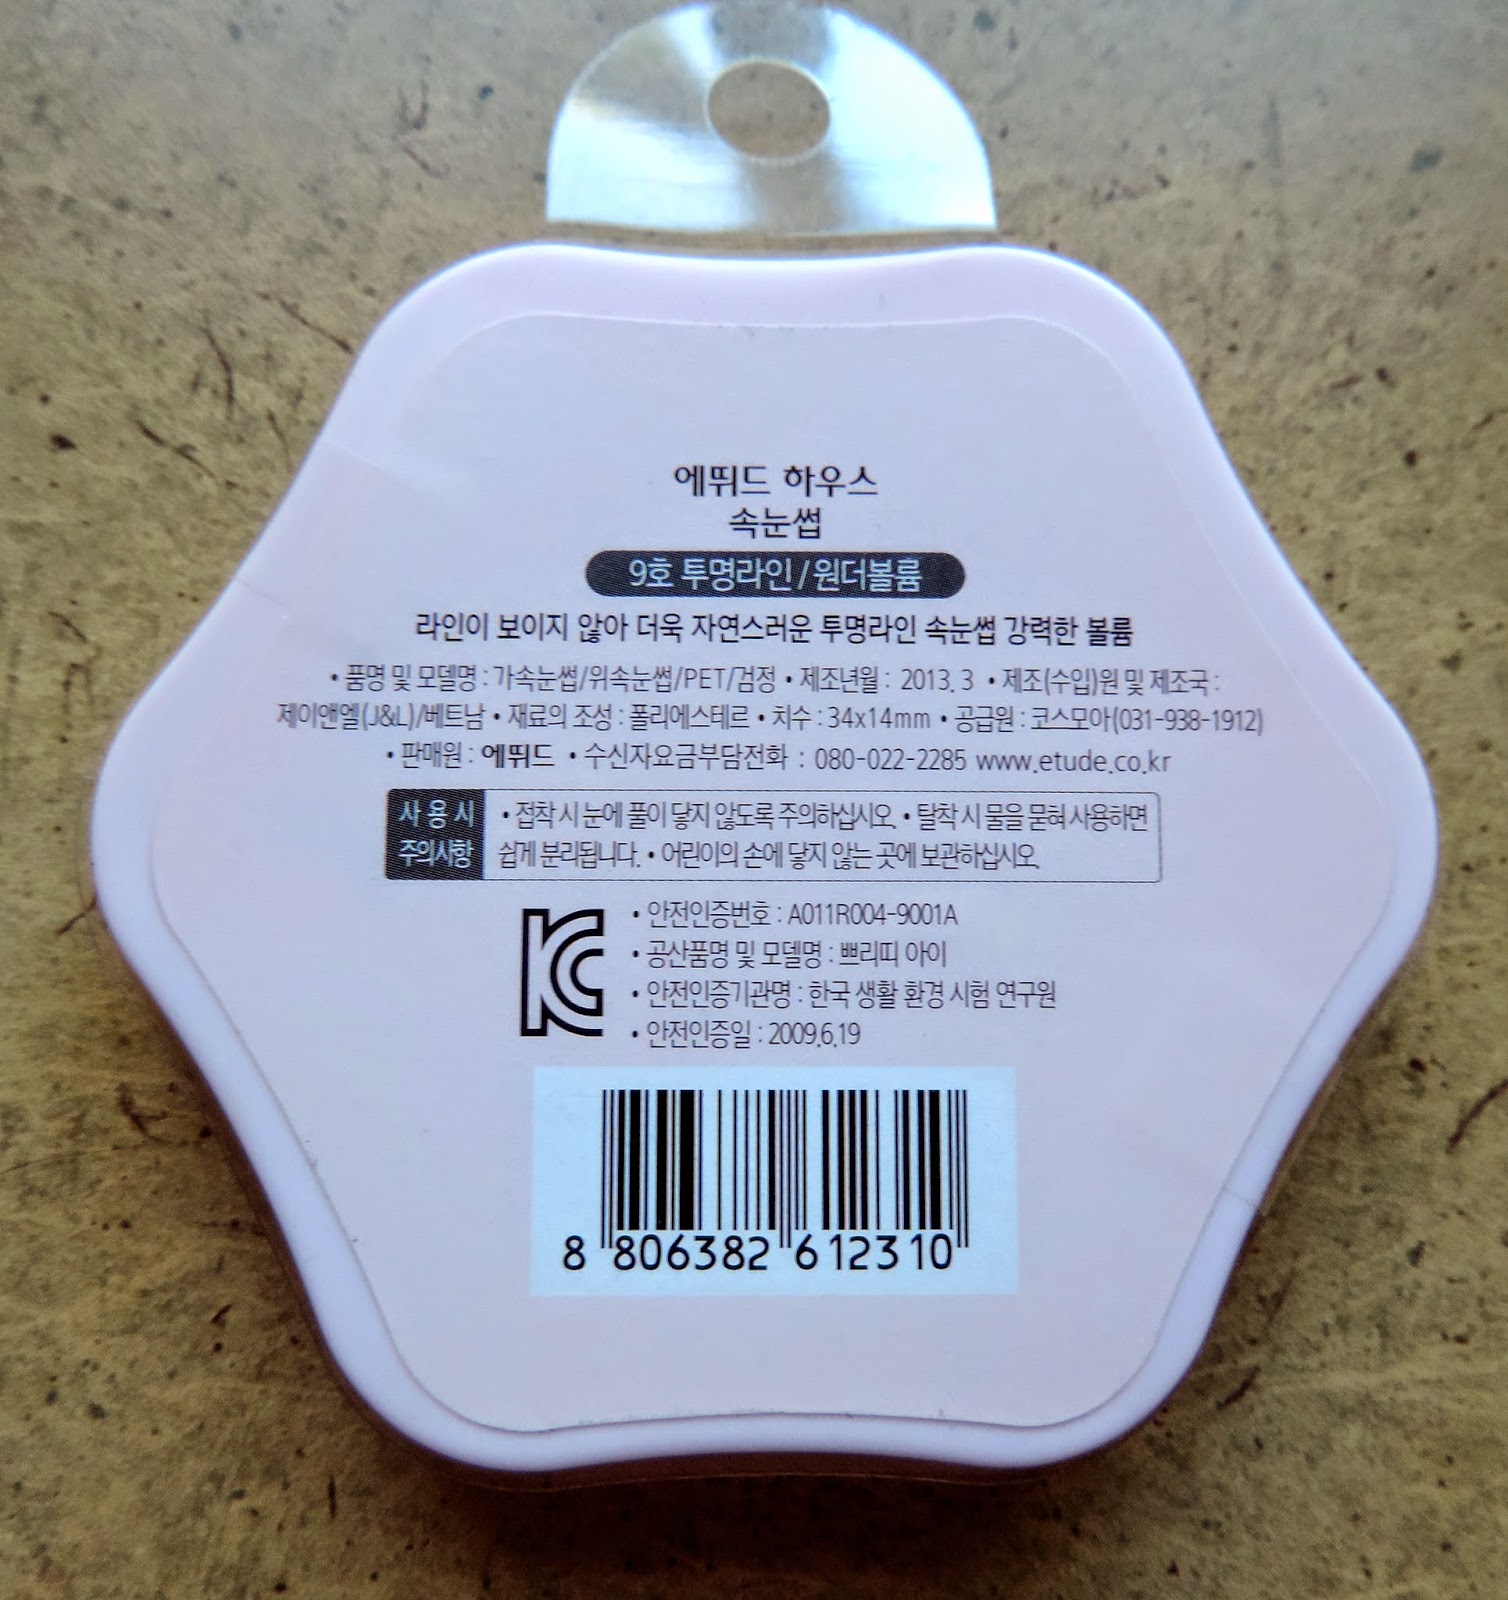 에뛰드 하우스
속눈썹
9호 투명라인/원더볼륨
라인이 보이지 않아 더욱 자연스러운 투명라인 속눈썹 강력한 볼륨
• 품명 및 모델명 : 가속눈썹/위속눈썹/PET/검정 • 제조년월 : 2013. 3 • 제조(수입)원 및 제조국 :
제이앤엘(J&L)/베트남 • 재료의 조성 : 폴리에스테르 • 치수 : 34x14mm • 공급원 : 코스모아(031-938-1912)
• 판매원 : 에뛰드 • 수신자요금부담전화 : 080-022-2285 www.etude.co.kr
사용시
주의사항
• 접착 시 눈에 풀이 닿지 않도록 주의하십시오. • 탈착 시 물을 묻혀 사용하면
쉽게 분리됩니다. • 어린이의 손에 닿지 않는 곳에 보관하십시오.
KC
• 안전인증번호 : A011R004-9001A
• 공산품명 및 모델명 : 쁘리띠 아이
• 안전인증기관명 : 한국 생활 환경 시험 연구원
• 안전인증일 : 2009.6.19
8 806382 612310